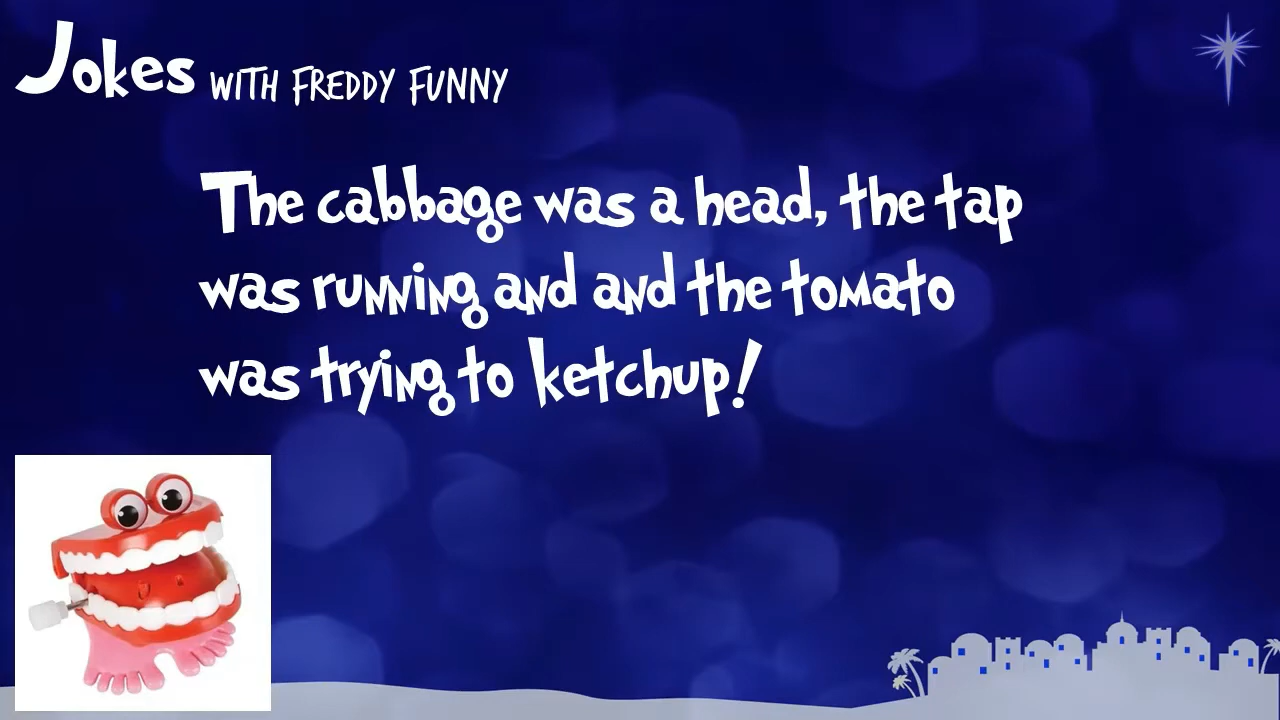 Jokes WITH FREDDY FUNNY
The cabbage was a head, the tap
was running and and the tomato
was trying to ketchup!